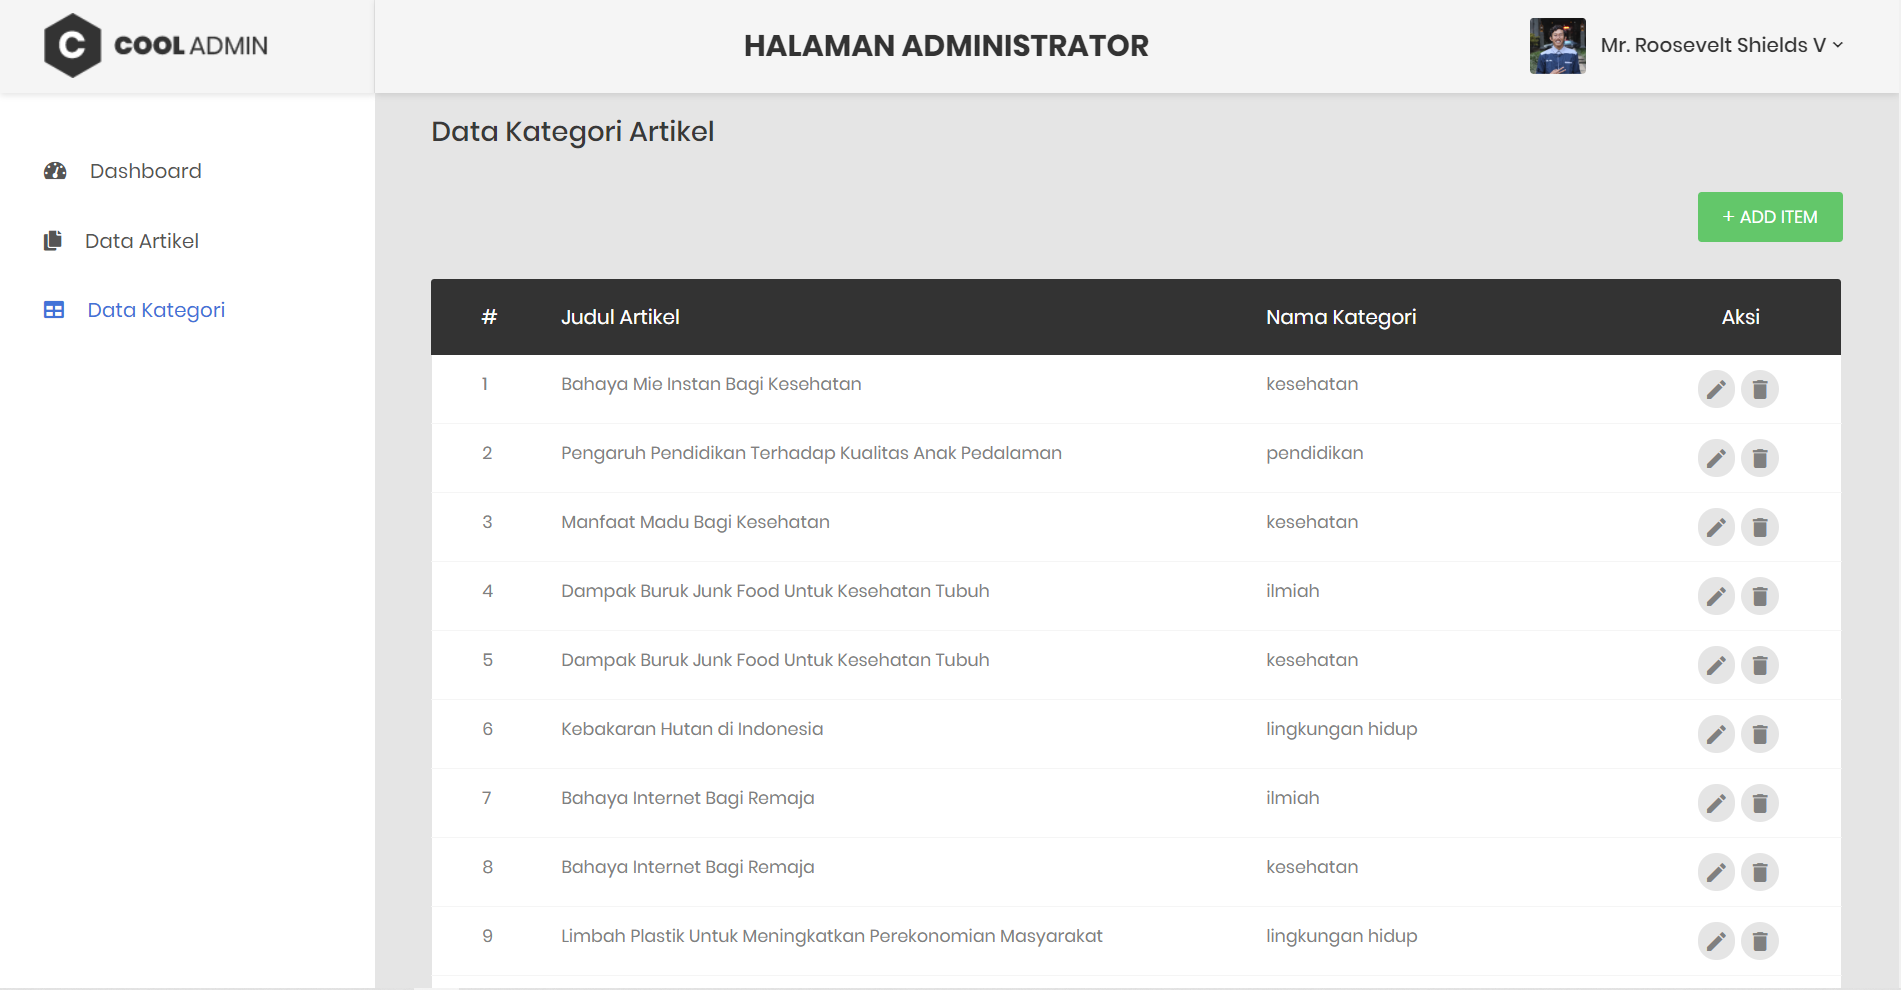 C COOL ADMIN
HALAMAN ADMINISTRATOR
Mr. Roosevelt Shields V
Dashboard
Data Artikel
Data Kategori
Data Kategori Artikel
+ ADD ITEM
# Judul Artikel Nama Kategori Aksi
1 Bahaya Mie Instan Bagi Kesehatan kesehatan
2 Pengaruh Pendidikan Terhadap Kualitas Anak Pedalaman pendidikan
3 Manfaat Madu Bagi Kesehatan kesehatan
4 Dampak Buruk Junk Food Untuk Kesehatan Tubuh ilmiah
5 Dampak Buruk Junk Food Untuk Kesehatan Tubuh kesehatan
6 Kebakaran Hutan di Indonesia lingkungan hidup
7 Bahaya Internet Bagi Remaja ilmiah
8 Bahaya Internet Bagi Remaja kesehatan
9 Limbah Plastik Untuk Meningkatkan Perekonomian Masyarakat lingkungan hidup